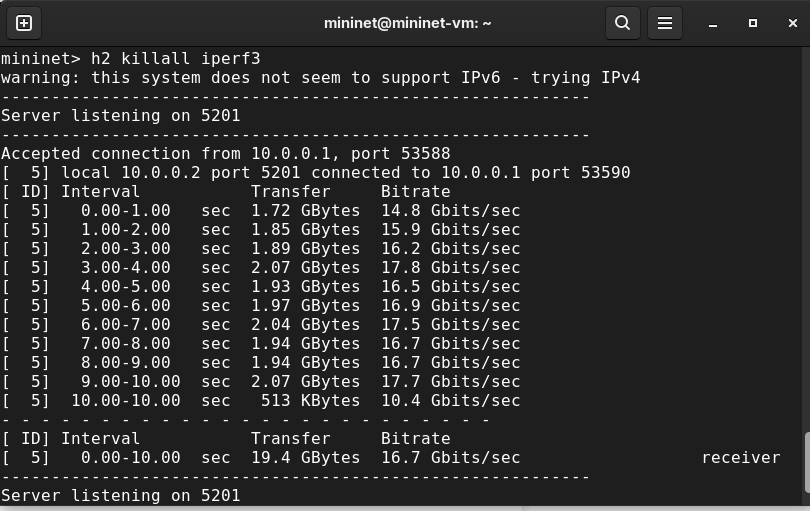 mininet@mininet-vm: ~
mininet> h2 killall iperf3
warning: this system does not seem to support IPv6 - trying IPv4
-----------------------------------------------------------
Server listening on 5201
-----------------------------------------------------------
Accepted connection from 10.0.0.1, port 53588
[  5] local 10.0.0.2 port 5201 connected to 10.0.0.1 port 53590
[ ID] Interval           Transfer     Bitrate
[  5]   0.00-1.00   sec  1.72 GBytes  14.8 Gbits/sec
[  5]   1.00-2.00   sec  1.85 GBytes  15.9 Gbits/sec
[  5]   2.00-3.00   sec  1.89 GBytes  16.2 Gbits/sec
[  5]   3.00-4.00   sec  2.07 GBytes  17.8 Gbits/sec
[  5]   4.00-5.00   sec  1.93 GBytes  16.5 Gbits/sec
[  5]   5.00-6.00   sec  1.97 GBytes  16.9 Gbits/sec
[  5]   6.00-7.00   sec  2.04 GBytes  17.5 Gbits/sec
[  5]   7.00-8.00   sec  1.94 GBytes  16.7 Gbits/sec
[  5]   8.00-9.00   sec  1.94 GBytes  16.7 Gbits/sec
[  5]   9.00-10.00  sec  2.07 GBytes  17.7 Gbits/sec
[  5]  10.00-10.00  sec   513 KBytes  10.4 Gbits/sec
- - - - - - - - - - - - - - - - - - - - - - - - -
[ ID] Interval           Transfer     Bitrate
[  5]   0.00-10.00  sec  19.4 GBytes  16.7 Gbits/sec                  receiver
-----------------------------------------------------------
Server listening on 5201